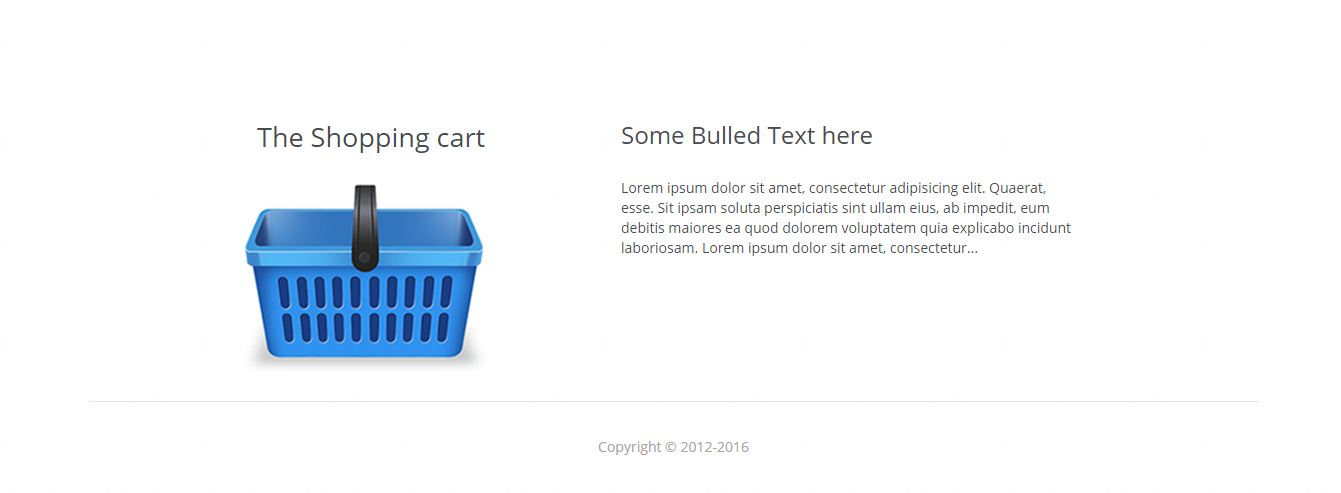 The Shopping cart
Some Bulled Text here
Lorem ipsum dolor sit amet, consectetur adipisicing elit. Quaerat,
esse. Sit ipsam soluta perspiciatis sint ullam eius, ab impedit, eum
debitis maiores ea quod dolorem voluptatem quia explicabo incidunt
laboriosam. Lorem ipsum dolor sit amet, consectetur...
Copyright © 2012-2016